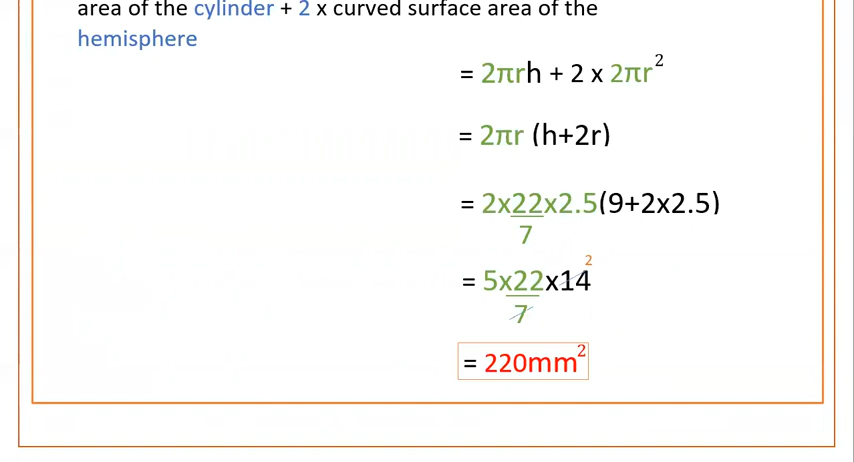 area of the cylinder + 2 x curved surface area of the
hemisphere
= 2πrh + 2 x 2πr²
= 2πr (h+2r)
= 2x22x2.5(9+2x2.5)
7
2
= 5x22x14
7
= 220mm²